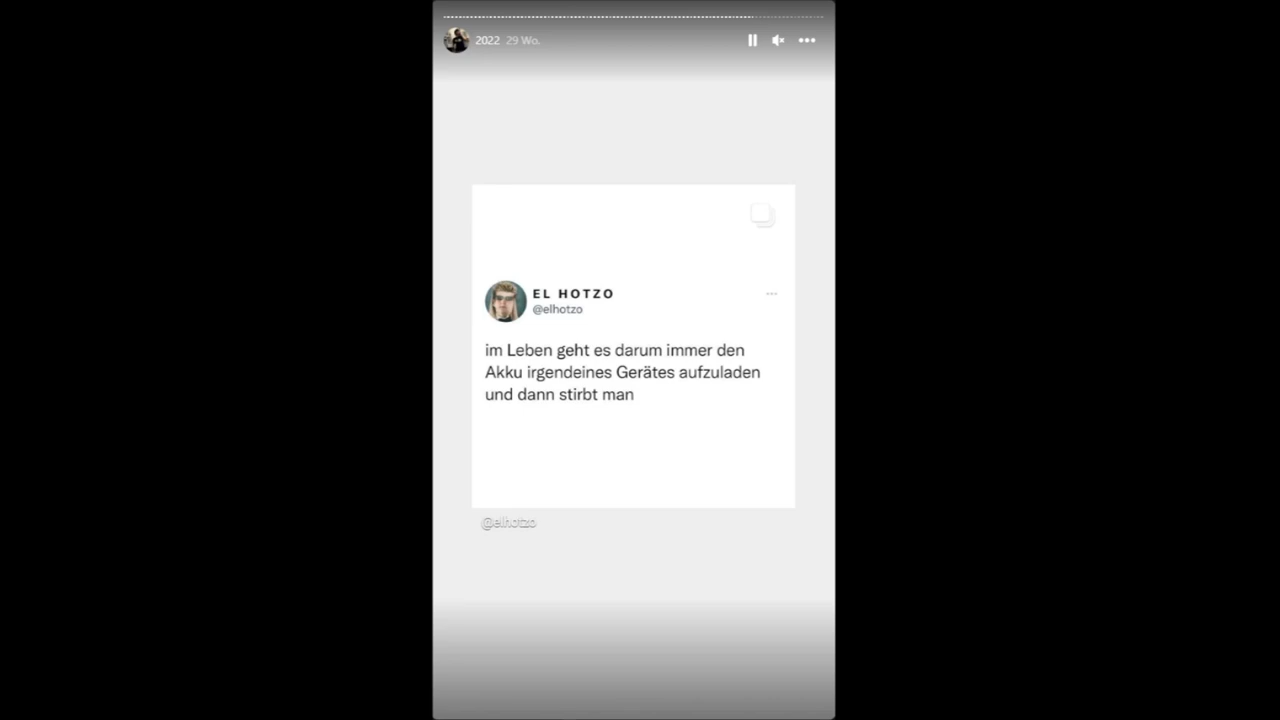 2022 29 Wo.
EL HOTZO
@elhotzo
im Leben geht es darum immer den
Akku irgendeines Gerätes aufzuladen
und dann stirbt man
@elhotzo